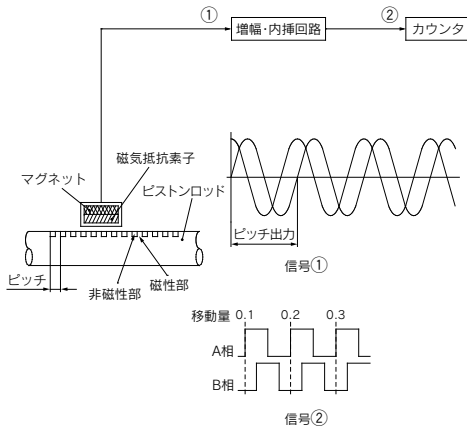 ①
増幅・内挿回路
②
カウンタ
磁気抵抗素子
マグネット
ピストンロッド
ピッチ
非磁性部
磁性部
ピッチ出力
信号①
移動量 0.1 0.2 0.3
A相
B相
信号②